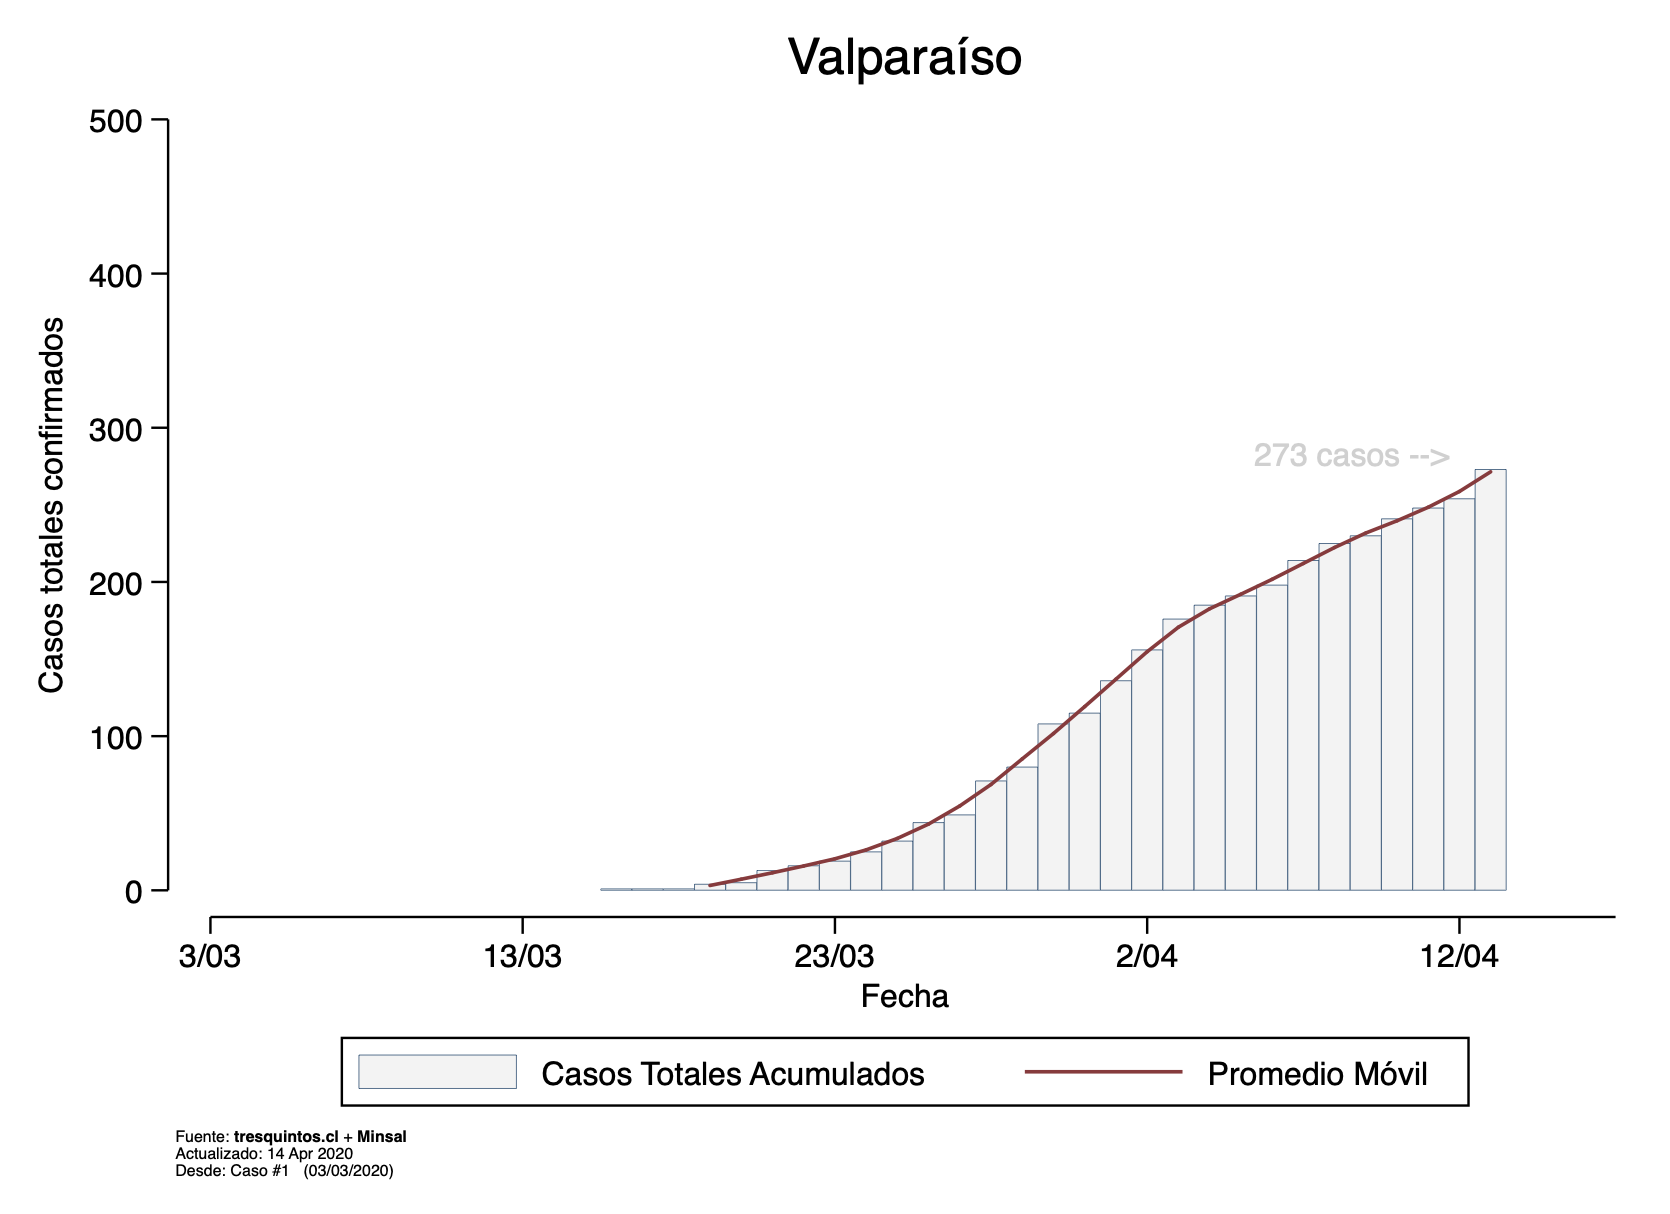 Valparaíso
500
400
300
200
100
0
Casos totales confirmados
273 casos -->
3/03 13/03 23/03 2/04 12/04
Fecha
Casos Totales Acumulados Promedio Móvil
Fuente: tresquintos.cl + Minsal
Actualizado: 14 Apr 2020
Desde: Caso #1 (03/03/2020)